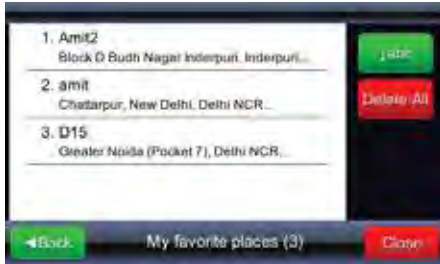 1. Amit2
Block D Budh Nagar Inderpuri, Inderpuri...
2. amit
Chattarpur, New Delhi, Delhi NCR...
3. D15
Greater Noida (Pocket 7), Delhi NCR...
Delete All
◄Back
My favorite places (3)
Close